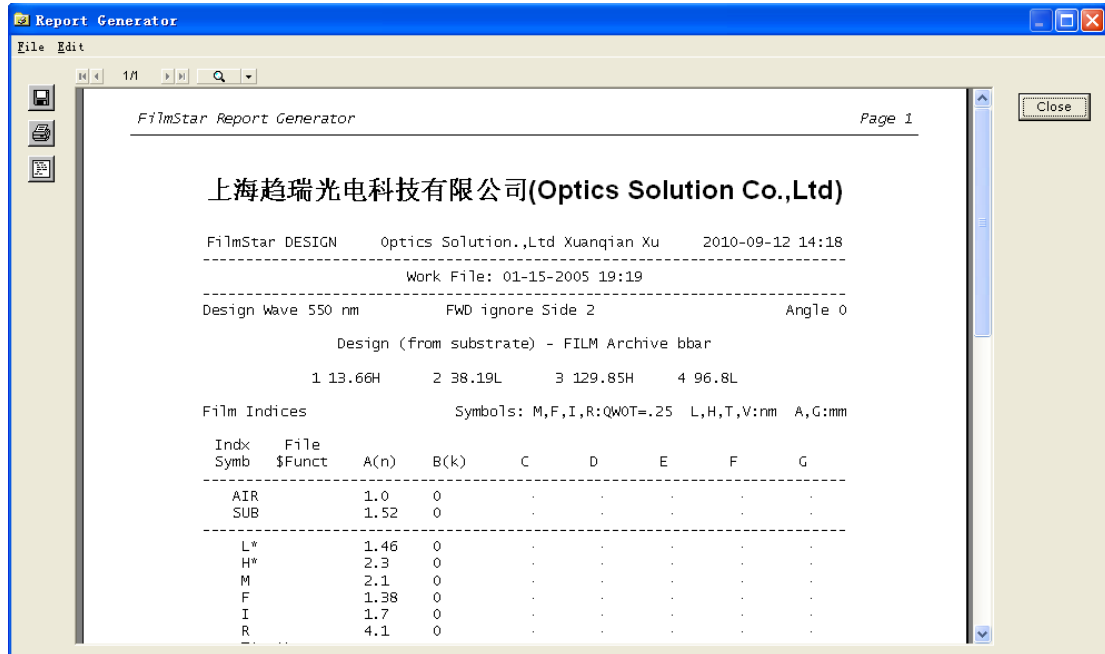 Report Generator
File Edit
1/1
Close
FilmStar Report Generator Page 1
上海趋瑞光电科技有限公司(Optics Solution Co.,Ltd)
FilmStar DESIGN Optics Solution.,Ltd Xuanqian Xu 2010-09-12 14:18
Work File: 01-15-2005 19:19
Design Wave 550 nm FWD ignore Side 2 Angle 0
Design (from substrate) - FILM Archive bbar
1 13.66H 2 38.19L 3 129.85H 4 96.8L
Film Indices Symbols: M,F,I,R:QWOT=.25 L,H,T,V:nm A,G:mm
Indx File
Symb $Funct A(n) B(k) C D E F G
AIR 1.0 0 . . . . .
SUB 1.52 0 . . . . .
L* 1.46 0 . . . . .
H* 2.3 0 . . . . .
M 2.1 0 . . . . .
F 1.38 0 . . . . .
I 1.7 0 . . . . .
R 4.1 0 . . . . .